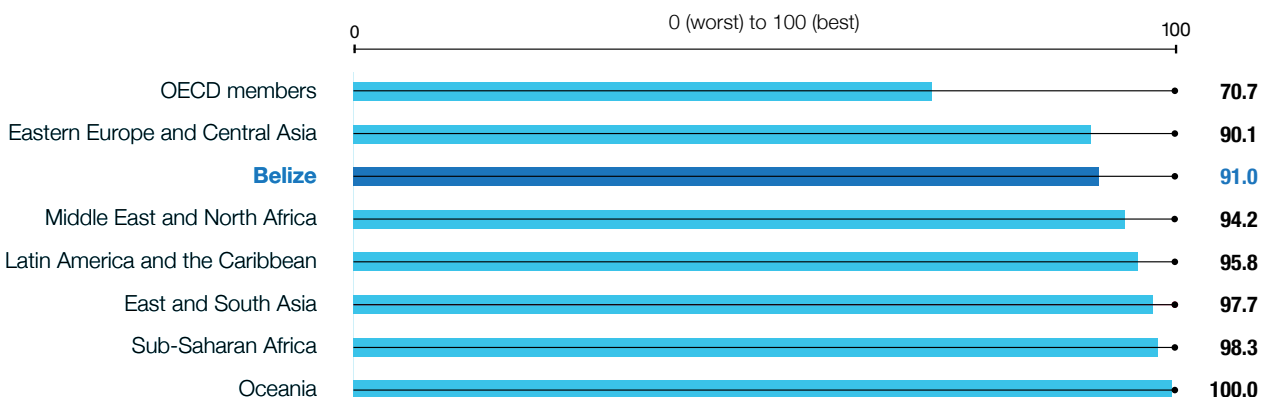 0 (worst) to 100 (best)
0 100
OECD members 70.7
Eastern Europe and Central Asia 90.1
Belize 91.0
Middle East and North Africa 94.2
Latin America and the Caribbean 95.8
East and South Asia 97.7
Sub-Saharan Africa 98.3
Oceania 100.0